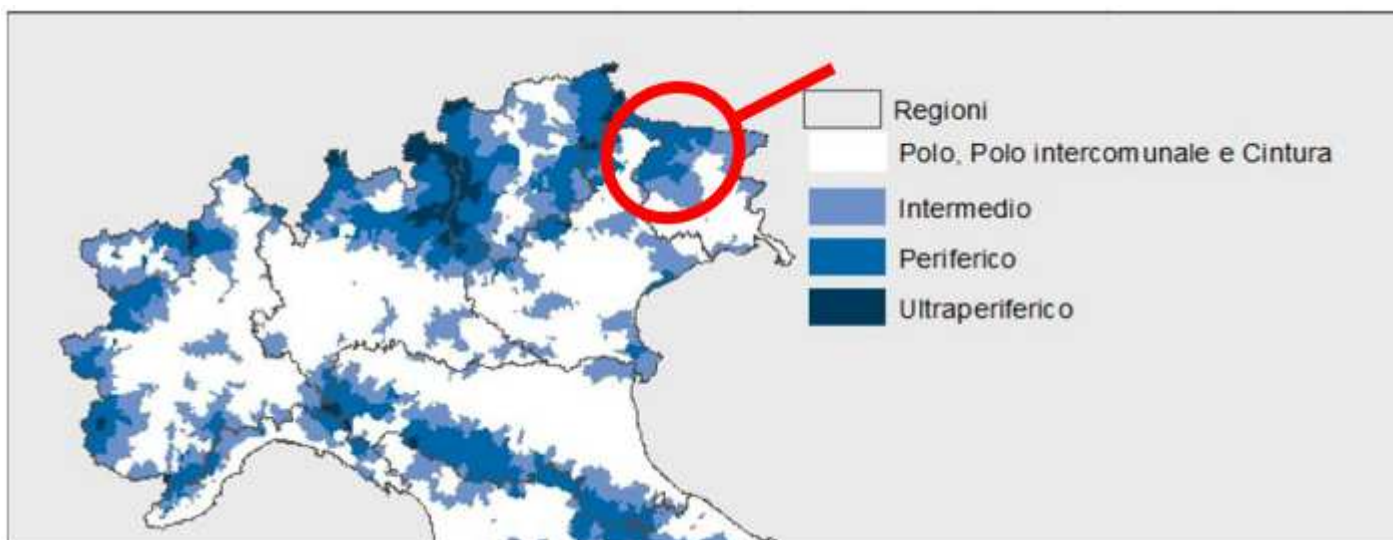 Regioni
Polo, Polo intercomunale e Cintura
Intermedio
Periferico
Ultraperiferico